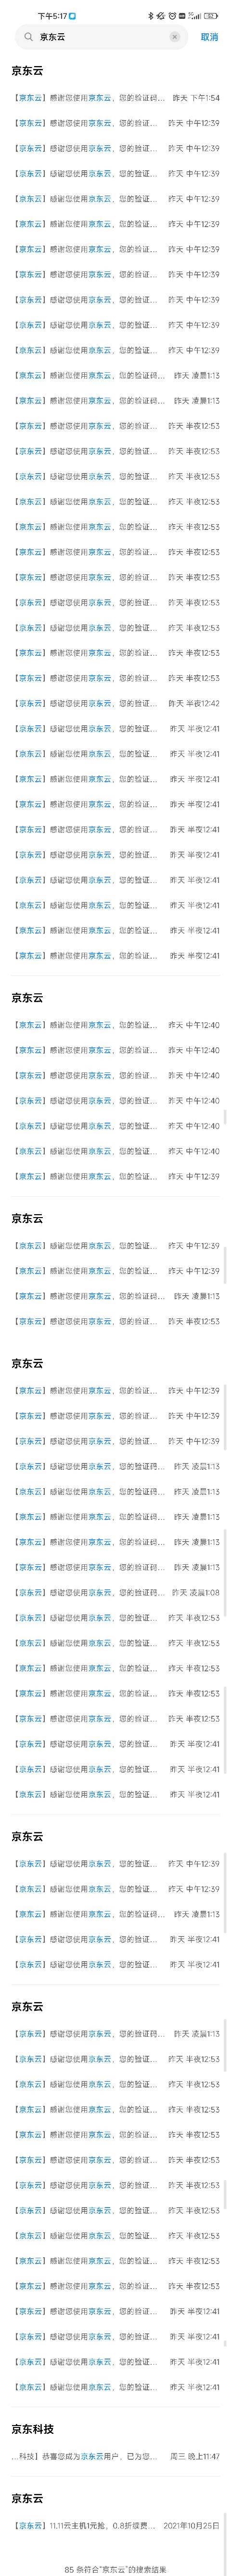 下午5:17
京东云
取消
京东云
【京东云】感谢您使用京东云，您的验证码... 昨天 下午1:54
【京东云】感谢您使用京东云，您的验证... 昨天 中午12:39
【京东云】感谢您使用京东云，您的验证... 昨天 中午12:39
【京东云】感谢您使用京东云，您的验证... 昨天 中午12:39
【京东云】感谢您使用京东云，您的验证... 昨天 中午12:39
【京东云】感谢您使用京东云，您的验证... 昨天 中午12:39
【京东云】感谢您使用京东云，您的验证... 昨天 中午12:39
【京东云】感谢您使用京东云，您的验证... 昨天 中午12:39
【京东云】感谢您使用京东云，您的验证... 昨天 中午12:39
【京东云】感谢您使用京东云，您的验证... 昨天 中午12:39
【京东云】感谢您使用京东云，您的验证... 昨天 中午12:39
【京东云】感谢您使用京东云，您的验证码... 昨天 凌晨1:13
【京东云】感谢您使用京东云，您的验证码... 昨天 凌晨1:13
【京东云】感谢您使用京东云，您的验证... 昨天 半夜12:53
【京东云】感谢您使用京东云，您的验证... 昨天 半夜12:53
【京东云】感谢您使用京东云，您的验证... 昨天 半夜12:53
【京东云】感谢您使用京东云，您的验证... 昨天 半夜12:53
【京东云】感谢您使用京东云，您的验证... 昨天 半夜12:53
【京东云】感谢您使用京东云，您的验证... 昨天 半夜12:53
【京东云】感谢您使用京东云，您的验证... 昨天 半夜12:53
【京东云】感谢您使用京东云，您的验证... 昨天 半夜12:53
【京东云】感谢您使用京东云，您的验证... 昨天 半夜12:53
【京东云】感谢您使用京东云，您的验证... 昨天 半夜12:53
【京东云】感谢您使用京东云，您的验证... 昨天 半夜12:53
【京东云】感谢您使用京东云，您的验证... 昨天 半夜12:42
【京东云】感谢您使用京东云，您的验证... 昨天 半夜12:41
【京东云】感谢您使用京东云，您的验证... 昨天 半夜12:41
【京东云】感谢您使用京东云，您的验证... 昨天 半夜12:41
【京东云】感谢您使用京东云，您的验证... 昨天 半夜12:41
【京东云】感谢您使用京东云，您的验证... 昨天 半夜12:41
【京东云】感谢您使用京东云，您的验证... 昨天 半夜12:41
【京东云】感谢您使用京东云，您的验证... 昨天 半夜12:41
【京东云】感谢您使用京东云，您的验证... 昨天 半夜12:41
【京东云】感谢您使用京东云，您的验证... 昨天 半夜12:41
【京东云】感谢您使用京东云，您的验证... 昨天 半夜12:41
京东云
【京东云】感谢您使用京东云，您的验证... 昨天 中午12:40
【京东云】感谢您使用京东云，您的验证... 昨天 中午12:40
【京东云】感谢您使用京东云，您的验证... 昨天 中午12:40
【京东云】感谢您使用京东云，您的验证... 昨天 中午12:40
【京东云】感谢您使用京东云，您的验证... 昨天 中午12:40
【京东云】感谢您使用京东云，您的验证... 昨天 中午12:40
【京东云】感谢您使用京东云，您的验证... 昨天 中午12:39
京东云
【京东云】感谢您使用京东云，您的验证... 昨天 中午12:39
【京东云】感谢您使用京东云，您的验证... 昨天 中午12:39
【京东云】感谢您使用京东云，您的验证码... 昨天 凌晨1:13
【京东云】感谢您使用京东云，您的验证... 昨天 半夜12:53
京东云
【京东云】感谢您使用京东云，您的验证... 昨天 中午12:39
【京东云】感谢您使用京东云，您的验证... 昨天 中午12:39
【京东云】感谢您使用京东云，您的验证... 昨天 中午12:39
【京东云】感谢您使用京东云，您的验证码... 昨天 凌晨1:13
【京东云】感谢您使用京东云，您的验证码... 昨天 凌晨1:13
【京东云】感谢您使用京东云，您的验证码... 昨天 凌晨1:13
【京东云】感谢您使用京东云，您的验证码... 昨天 凌晨1:13
【京东云】感谢您使用京东云，您的验证码... 昨天 凌晨1:13
【京东云】感谢您使用京东云，您的验证码... 昨天 凌晨1:08
【京东云】感谢您使用京东云，您的验证... 昨天 半夜12:53
【京东云】感谢您使用京东云，您的验证... 昨天 半夜12:53
【京东云】感谢您使用京东云，您的验证... 昨天 半夜12:53
【京东云】感谢您使用京东云，您的验证... 昨天 半夜12:53
【京东云】感谢您使用京东云，您的验证... 昨天 半夜12:53
【京东云】感谢您使用京东云，您的验证... 昨天 半夜12:41
【京东云】感谢您使用京东云，您的验证... 昨天 半夜12:41
【京东云】感谢您使用京东云，您的验证... 昨天 半夜12:41
京东云
【京东云】感谢您使用京东云，您的验证... 昨天 中午12:39
【京东云】感谢您使用京东云，您的验证... 昨天 中午12:39
【京东云】感谢您使用京东云，您的验证码... 昨天 凌晨1:13
【京东云】感谢您使用京东云，您的验证... 昨天 半夜12:41
【京东云】感谢您使用京东云，您的验证... 昨天 半夜12:41
京东云
【京东云】感谢您使用京东云，您的验证码... 昨天 凌晨1:13
【京东云】感谢您使用京东云，您的验证... 昨天 半夜12:53
【京东云】感谢您使用京东云，您的验证... 昨天 半夜12:53
【京东云】感谢您使用京东云，您的验证... 昨天 半夜12:53
【京东云】感谢您使用京东云，您的验证... 昨天 半夜12:53
【京东云】感谢您使用京东云，您的验证... 昨天 半夜12:53
【京东云】感谢您使用京东云，您的验证... 昨天 半夜12:53
【京东云】感谢您使用京东云，您的验证... 昨天 半夜12:53
【京东云】感谢您使用京东云，您的验证... 昨天 半夜12:53
【京东云】感谢您使用京东云，您的验证... 昨天 半夜12:53
【京东云】感谢您使用京东云，您的验证... 昨天 半夜12:53
【京东云】感谢您使用京东云，您的验证... 昨天 半夜12:41
【京东云】感谢您使用京东云，您的验证... 昨天 半夜12:41
【京东云】感谢您使用京东云，您的验证... 昨天 半夜12:41
【京东云】感谢您使用京东云，您的验证... 昨天 半夜12:41
京东科技
...科技】恭喜您成为京东云用户，已为您... 周三 晚上11:47
京东云
【京东云】11.11云主机1元抢，0.8折续费... 2021年10月25日
85 条符合“京东云”的搜索结果